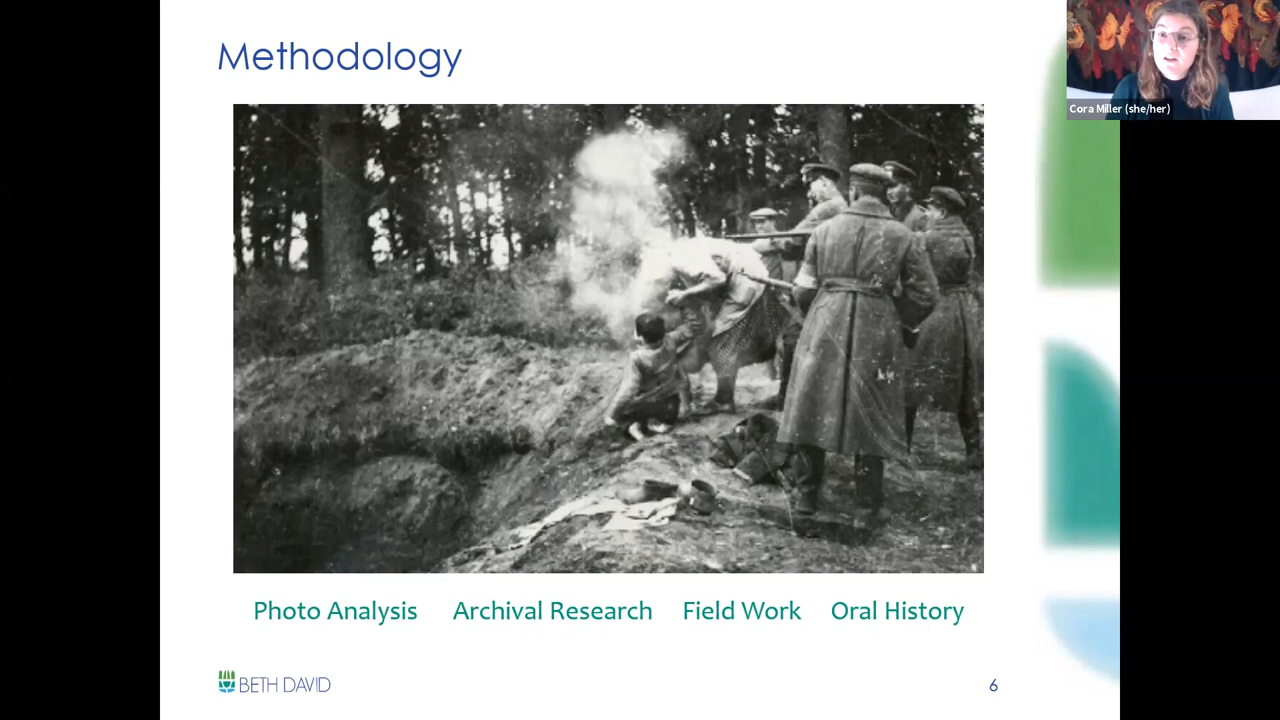 Methodology
Cora Miller (she/her)
Photo Analysis Archival Research Field Work Oral History
BETH DAVID
6